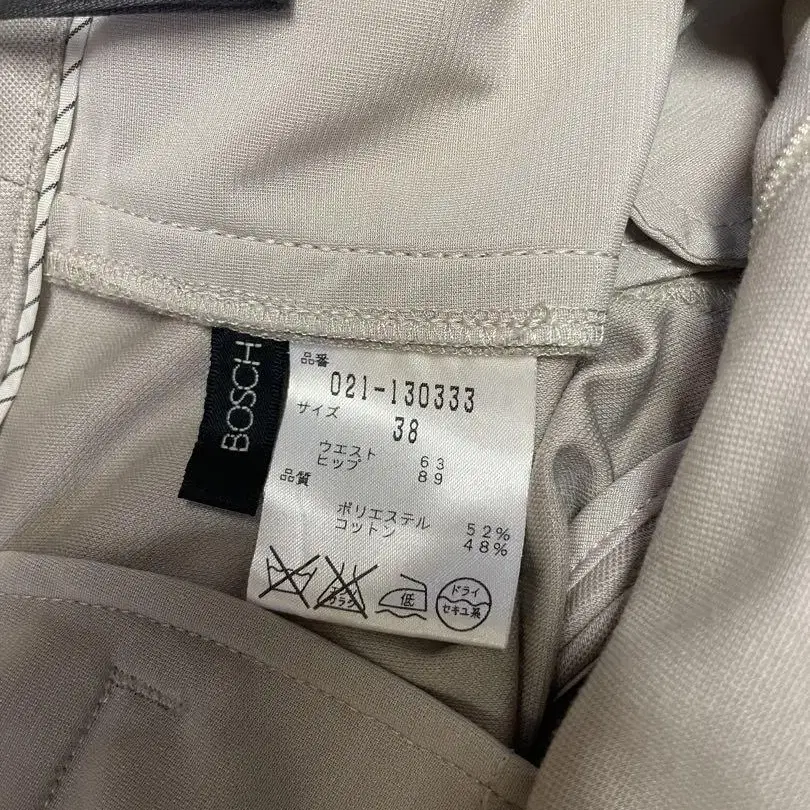 BOSCH
品番
021-130333
サイズ
38
ウエスト 63
ヒップ 89
品質
ポリエステル 52%
コットン 48%
低
ドライ
セキユ系